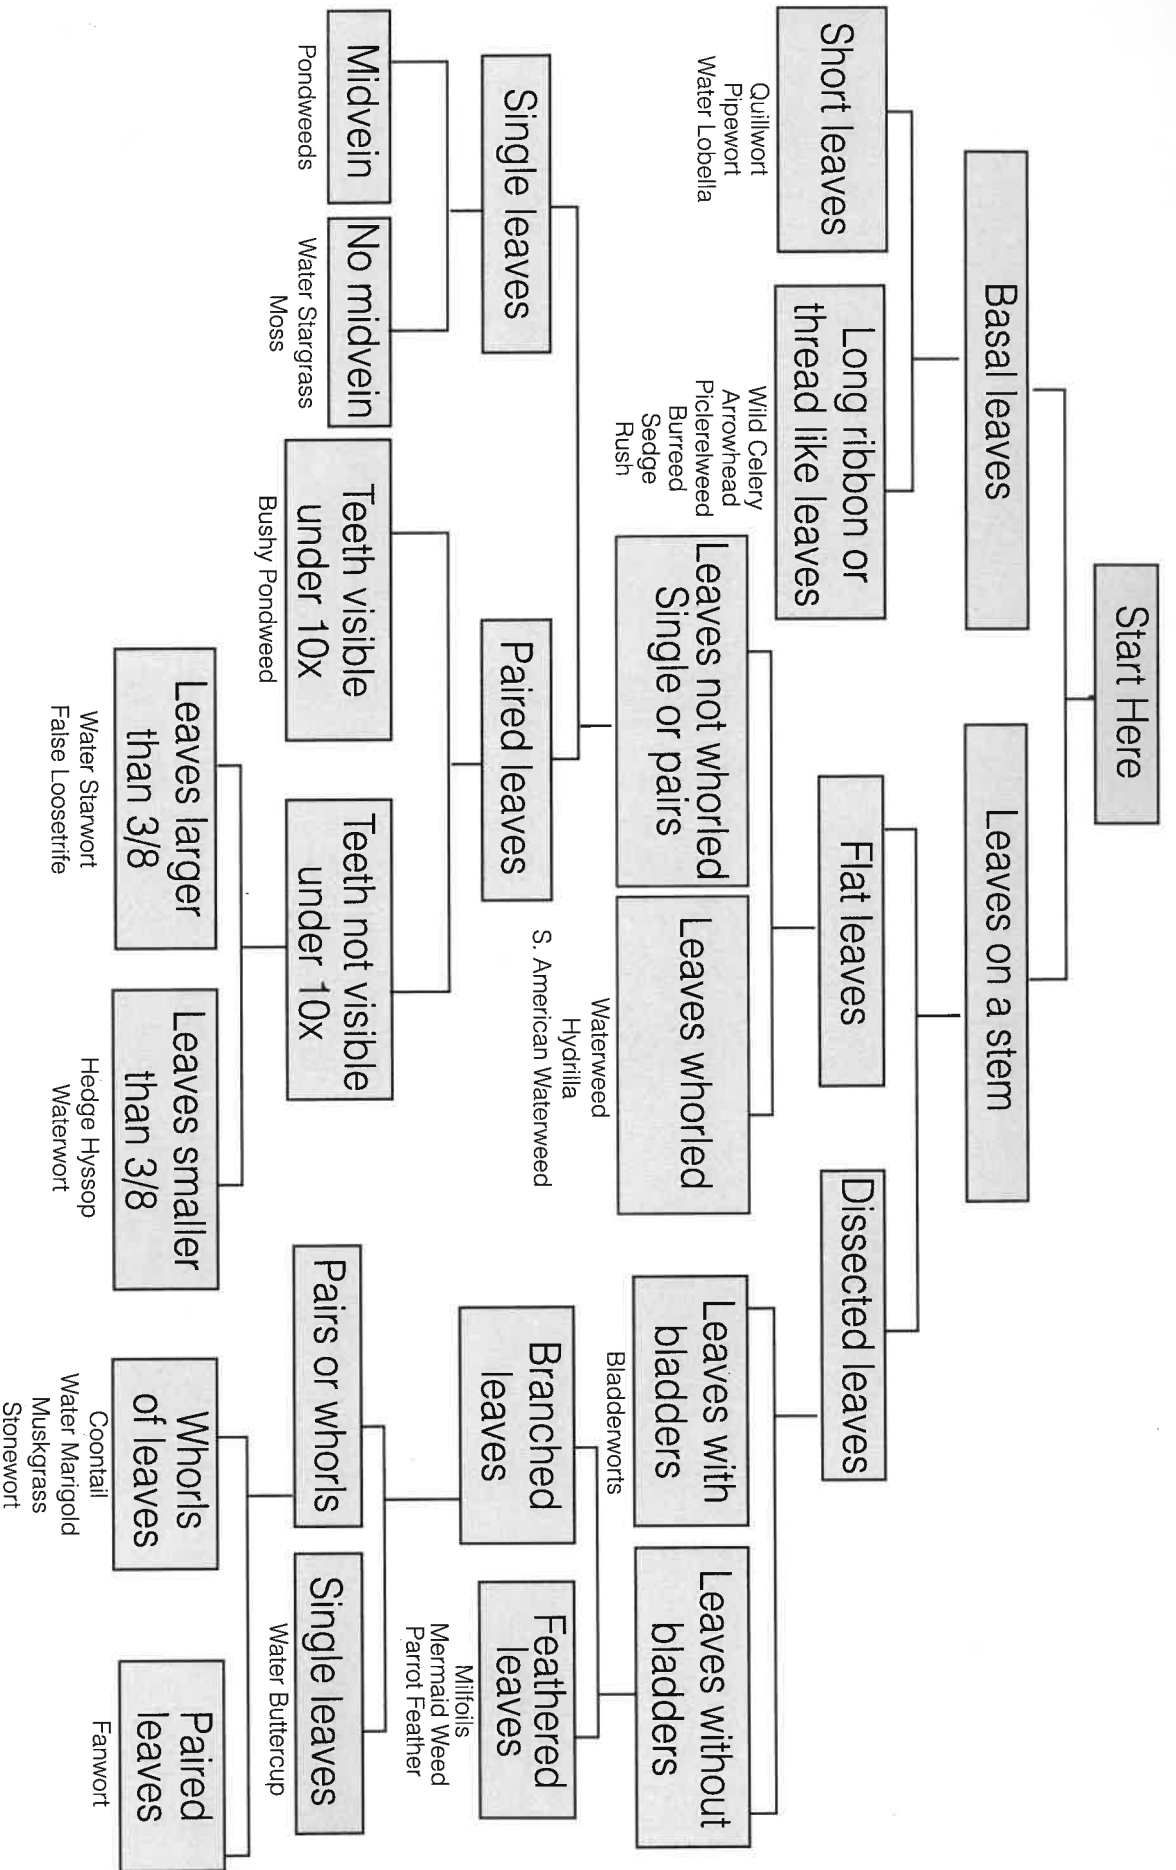 Start Here
Basal leaves
Leaves on a stem
Short leaves
Quillwort
Pipewort
Water Lobella
Long ribbon or
thread like leaves
Wild Celery
Arrowhead
Piclerelweed
Burreed
Sedge
Rush
Flat leaves
Dissected leaves
Leaves not whorled
Single or pairs
Leaves whorled
Waterweed
Hydrilla
S. American Waterweed
Leaves with
bladders
Bladderworts
Leaves without
bladders
Single leaves
Paired leaves
Branched
leaves
Feathered
leaves
Milfoils
Mermaid Weed
Parrot Feather
Midvein
Pondweeds
No midvein
Water Stargrass
Moss
Teeth visible
under 10x
Bushy Pondweed
Teeth not visible
under 10x
Pairs or whorls
Single leaves
Water Buttercup
Leaves larger
than 3/8
Water Starwort
False Loosetrife
Leaves smaller
than 3/8
Hedge Hyssop
Waterwort
Whorls
of leaves
Coontail
Water Marigold
Muskgrass
Stonewort
Paired
leaves
Fanwort